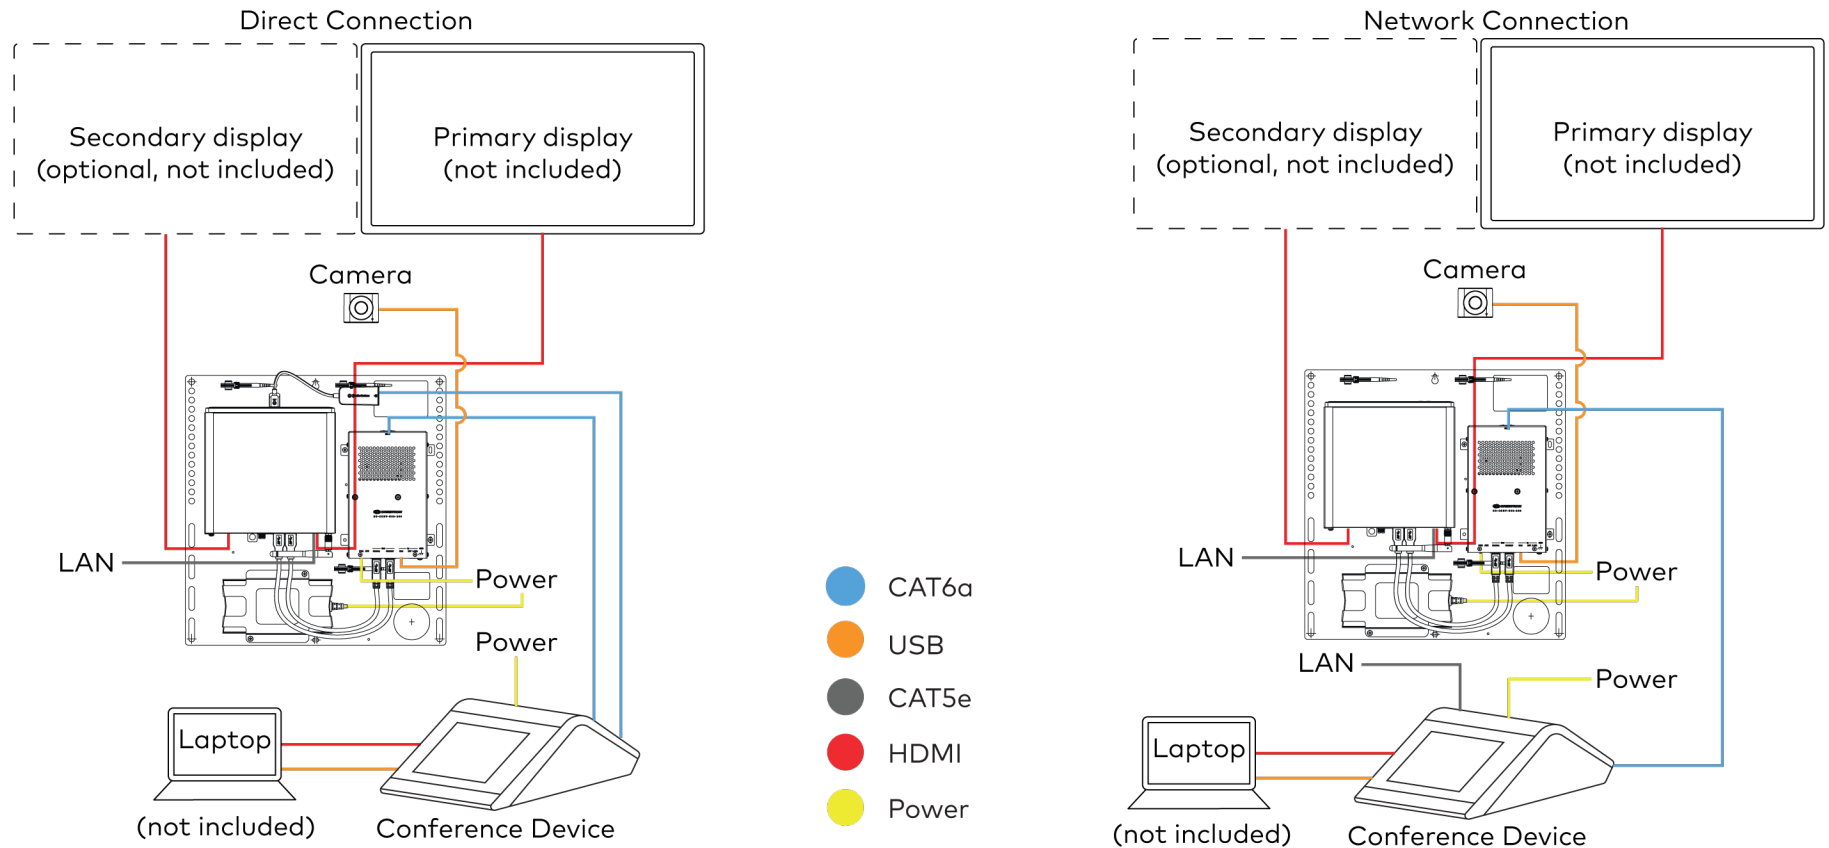 Direct Connection
Secondary display
(optional, not included)
Primary display
(not included)
Camera
LAN
Power
Power
Laptop
(not included)
Conference Device
CAT6a
USB
CAT5e
HDMI
Power
Network Connection
Secondary display
(optional, not included)
Primary display
(not included)
Camera
LAN
Power
LAN
Power
Laptop
(not included)
Conference Device